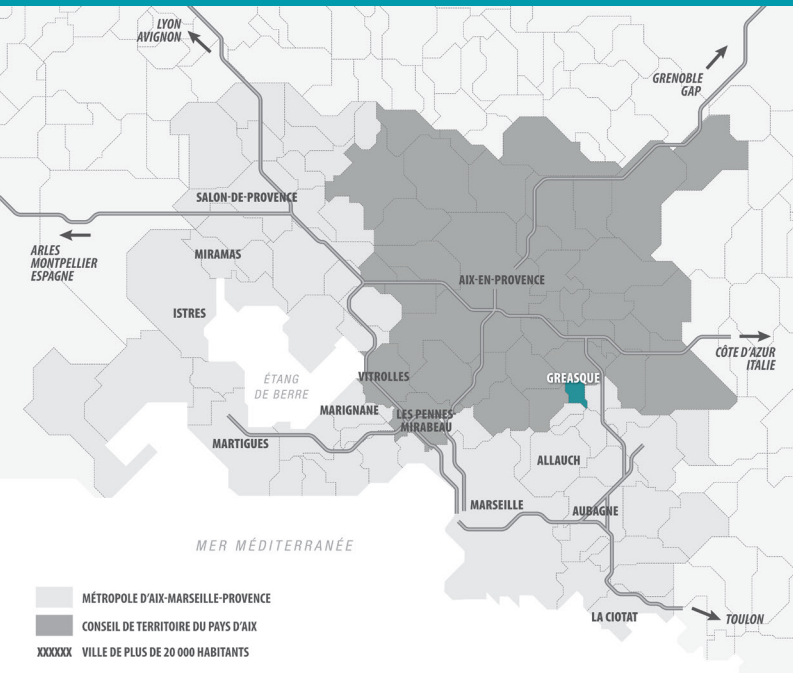 LYON
AVIGNON
GRENOBLE
GAP
SALON-DE-PROVENCE
ARLES
MONTPELLIER
ESPAGNE
MIRAMAS
AIX-EN-PROVENCE
ISTRES
CÔTE D'AZUR
ITALIE
ÉTANG
DE BERRE
VITROLLES
GREASQUE
MARIGNANE
LES PENNES-
MIRABEAU
MARTIGUES
ALLAUCH
MARSEILLE
AUBAGNE
MER MÉDITERRANÉE
MÉTROPOLE D'AIX-MARSEILLE-PROVENCE
CONSEIL DE TERRITOIRE DU PAYS D'AIX
LA CIOTAT
TOULON
XXXXXX VILLE DE PLUS DE 20 000 HABITANTS